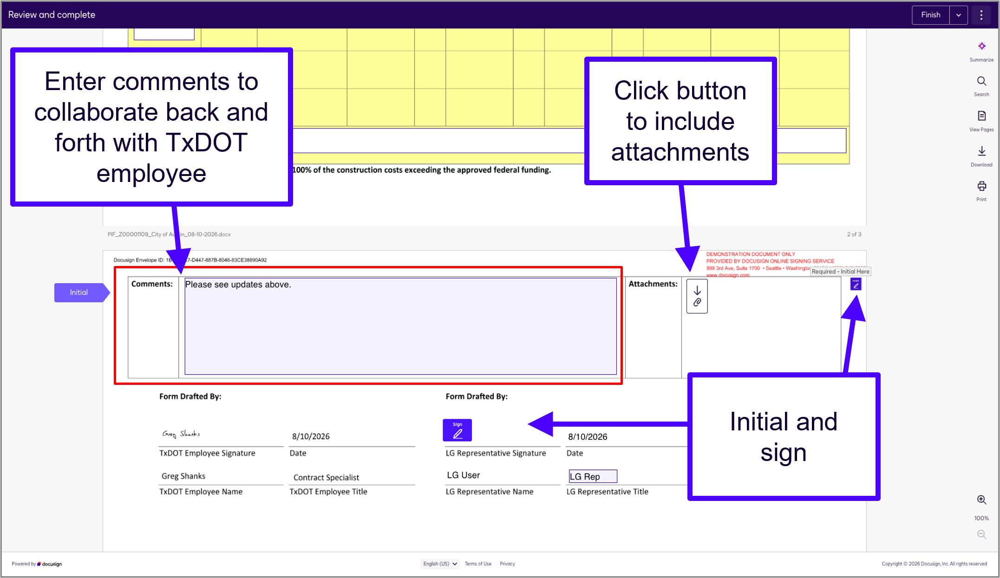 Review and complete
Finish
Enter comments to
collaborate back and
forth with TxDOT
employee
Click button
to include
attachments
Summarize
Search
View Pages
Download
Print
100% of the construction costs exceeding the approved federal funding.
PIF_Z00001109_City of
in_08-10-2026.docx
2 of 3
Docusign Envelope ID:
7-D447-887B-8046-83CE38890A92
DEMONSTRATION DOCUMENT ONLY
PROVIDED BY DOCUSIGN ONLINE SIGNING SERVICE
999 3rd Ave, Suite 1700 • Seattle • Washington
www.docusign.com
Required - Initial Here
Initial
Comments:
Please see updates above.
Attachments:
Initial
Initial and
sign
Form Drafted By:
Form Drafted By:
Greg Shanks
8/10/2026
Sign
8/10/2026
TxDOT Employee Signature
Date
LG Representative Signature
Date
Greg Shanks
Contract Specialist
LG User
LG Rep
TxDOT Employee Name
TxDOT Employee Title
LG Representative Name
LG Representative Title
100%
Powered by docusign
English (US)
Terms of Use
Privacy
Copyright © 2026 Docusign, Inc. All rights reserved